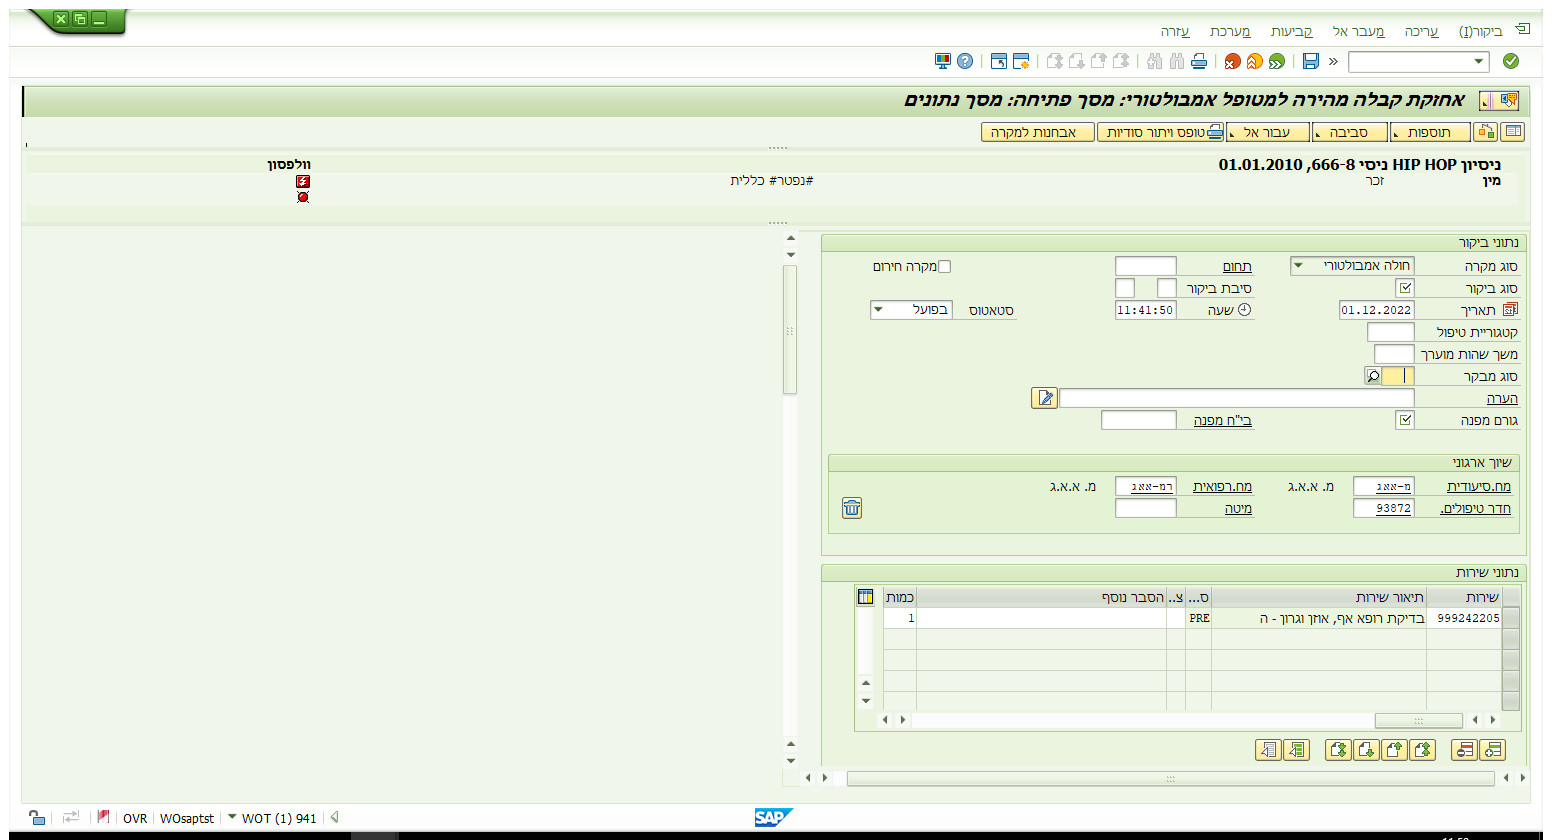 ביקור(I) עריכה מעבר אל קביעות מערכת עזרה
אחזקת קבלה מהירה למטופל אמבולטורי: מסך פתיחה: מסך נתונים
תוספות סביבה עבור אל טופס ויתור סודיות אבחנות למקרה
ניסיון HIP HOP ניסי 666-8, 01.01.2010 וולפסון
מין זכר #נפטר# כללית
נתוני ביקור
סוג מקרה חולה אמבולטורי תחום מקרה חירום
סוג ביקור סיבת ביקור
תאריך 01.12.2022 שעה 11:41:50 סטאטוס בפועל
קטגוריית טיפול
משך שהות מוערך
סוג מבקר
הערה
גורם מפנה בי"ח מפנה
שיוך ארגוני
מח.סיעודית מ-אאג מ. א.א.ג מח.רפואית רמ-אאג מ. א.א.ג
חדר טיפולים. 93872 מיטה
נתוני שירות
שירות תיאור שירות ס... צ.. הסבר נוסף כמות
999242205 בדיקת רופא אף, אוזן וגרון - ה PRE 1
OVR WOsaptst WOT (1) 941 SAP